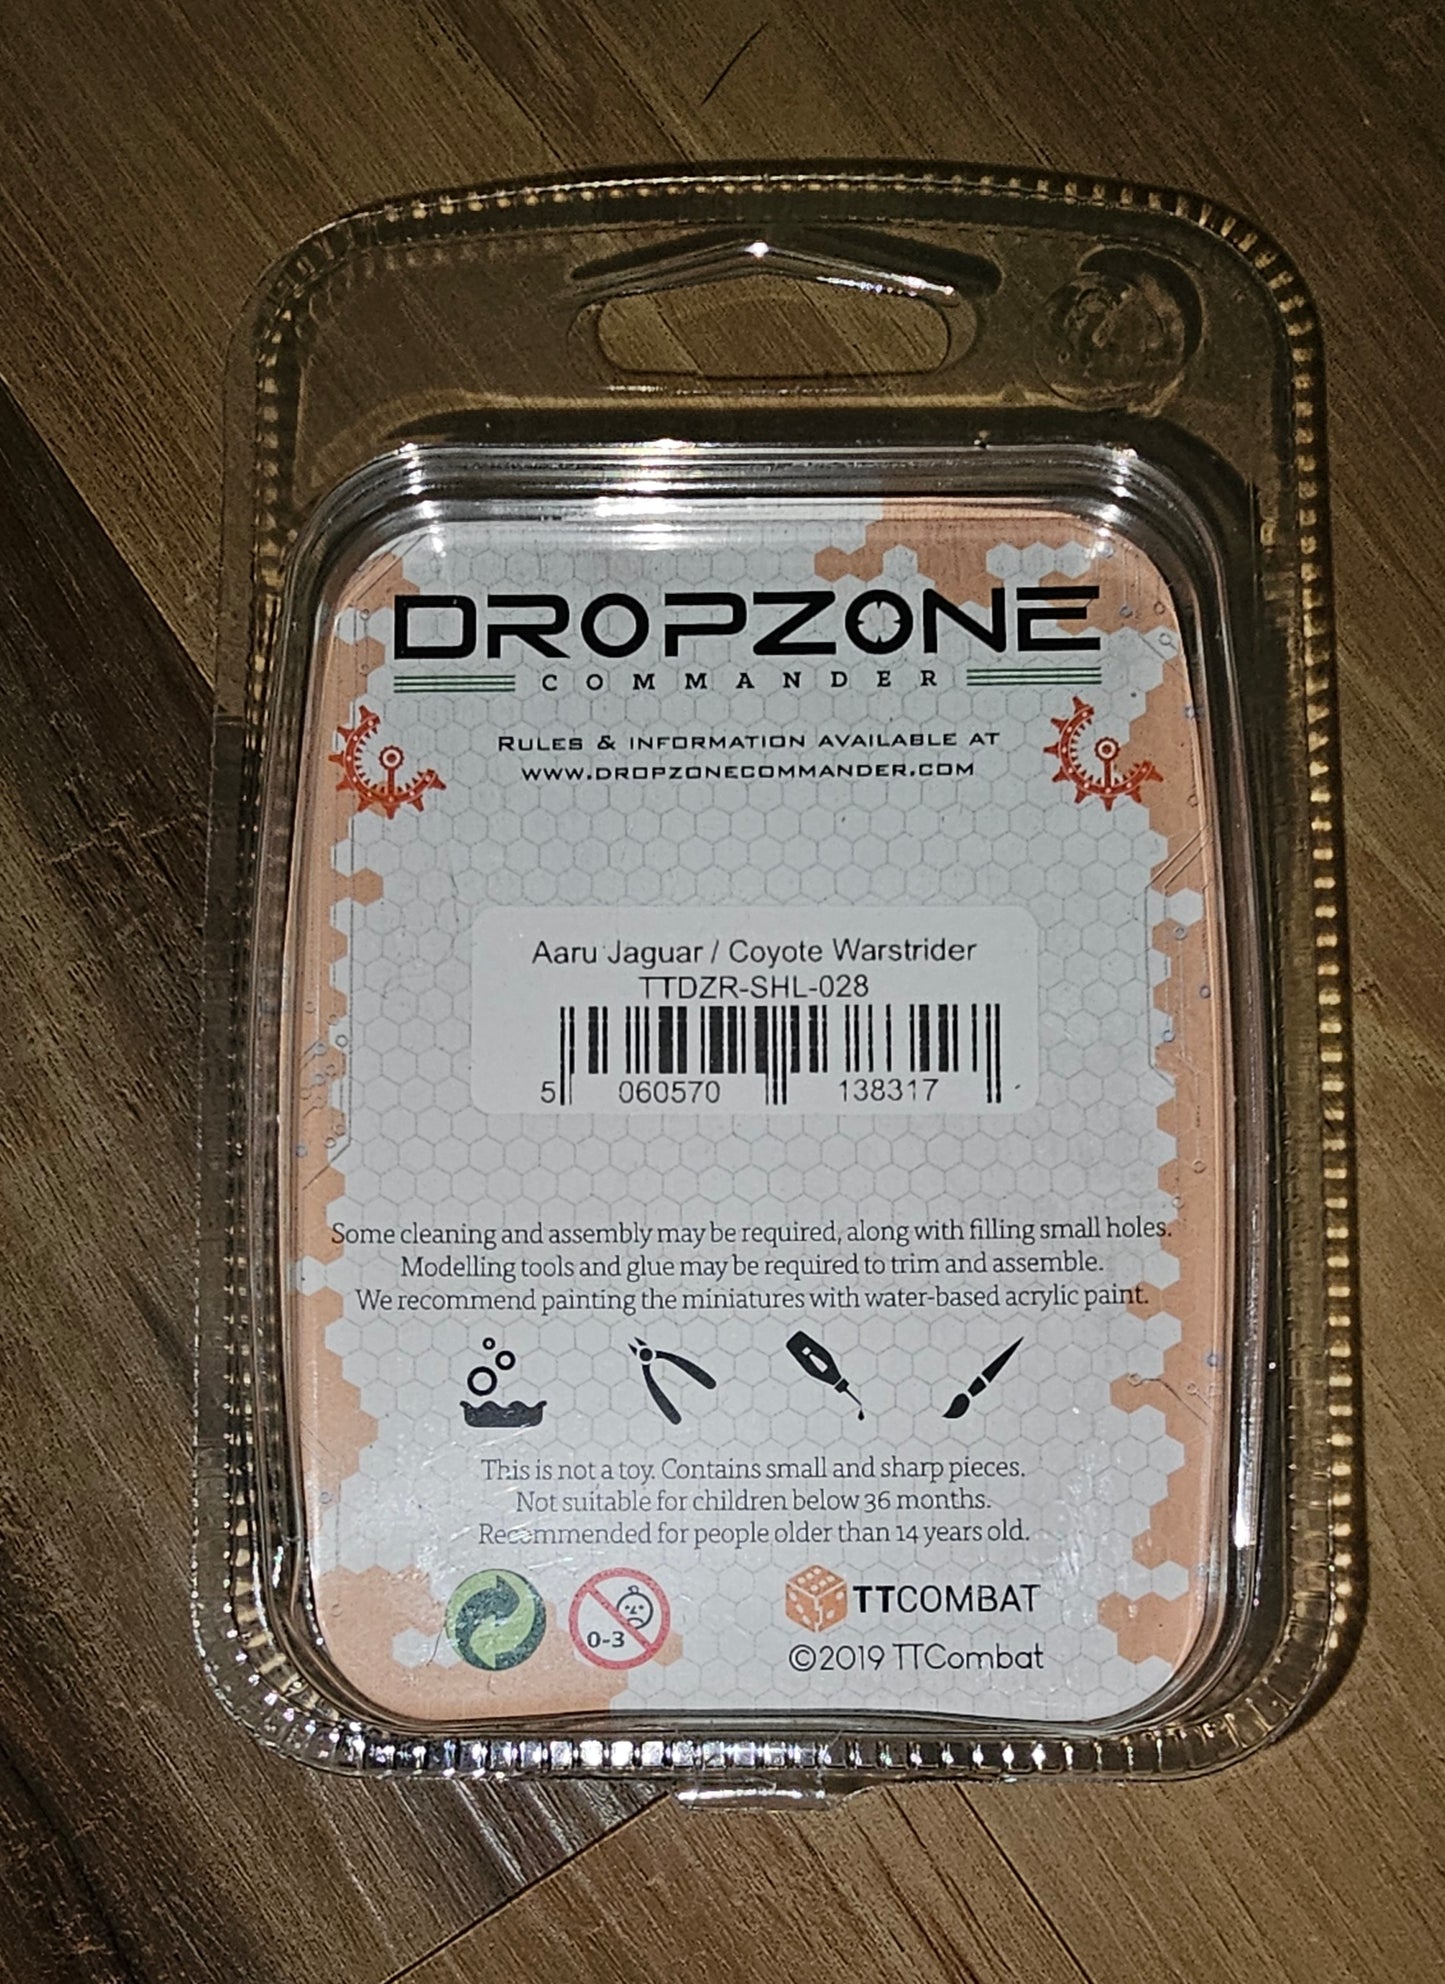 DROPZONE
COMMANDER
RULES & INFORMATION AVAILABLE AT
WWW.DROPZONECOMMANDER.COM
Aaru Jaguar / Coyote Warstrider
TTDZR-SHL-028
5 060570 138317
Some cleaning and assembly may be required, along with filling small holes.
Modelling tools and glue may be required to trim and assemble.
We recommend painting the miniatures with water-based acrylic paint.
This is not a toy. Contains small and sharp pieces.
Not suitable for children below 36 months.
Recommended for people older than 14 years old.
0-3
TTCOMBAT
©2019 TTCombat